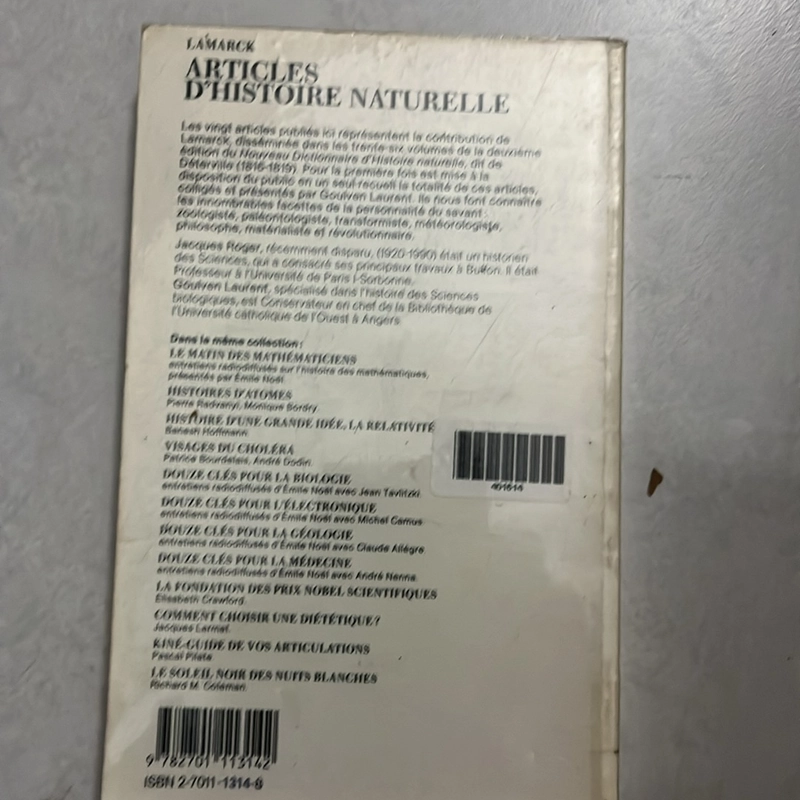 LAMARCK
ARTICLES
D'HISTOIRE NATURELLE
Les vingt articles publiés ici représentent la contribution de
Lamarck, disséminée dans les trente-six volumes de la deuxième
édition du Nouveau Dictionnaire d'Histoire naturelle, dit de
Déterville (1816-1819). Pour la première fois est mise à la
disposition du public en un seul recueil la totalité de ces articles,
colligés et présentés par Goulven Laurent. Ils nous font connaître
les innombrables facettes de la personnalité du savant :
zoologiste, paléontologiste, transformiste, météorologiste,
philosophe, matérialiste et révolutionnaire.
Jacques Roger, récemment disparu, (1920-1990) était un historien
des Sciences, qui a consacré ses principaux travaux à Buffon. Il était
Professeur à l'Université de Paris I-Sorbonne.
Goulven Laurent, spécialisé dans l'histoire des Sciences
biologiques, est Conservateur en chef de la Bibliothèque de
l'Université catholique de l'Ouest à Angers.
Dans la même collection :
LE MATIN DES MATHÉMATICIENS
entretiens radiodiffusés sur l'histoire des mathématiques,
présentés par Émile Noël.
HISTOIRES D'ATOMES
Pierre Radvanyi, Monique Bordry.
HISTOIRE D'UNE GRANDE IDÉE, LA RELATIVITÉ
Banesh Hoffmann.
VISAGES DU CHOLÉRA
Patrice Bourdelais, André Dodin.
DOUZE CLÉS POUR LA BIOLOGIE
entretiens radiodiffusés d'Émile Noël avec Jean Tavlitzki.
DOUZE CLÉS POUR L'ÉLECTRONIQUE
entretiens radiodiffusés d'Émile Noël avec Michel Camus
DOUZE CLÉS POUR LA GÉOLOGIE
entretiens radiodiffusés d'Émile Noël avec Claude Allègre
DOUZE CLÉS POUR LA MÉDECINE
entretiens radiodiffusés d'Émile Noël avec André Nenna.
LA FONDATION DES PRIX NOBEL SCIENTIFIQUES
Elisabeth Crawford.
COMMENT CHOISIR UNE DIÉTÉTIQUE ?
Jacques Lermat.
KINÉ-GUIDE DE VOS ARTICULATIONS
Pascal Pilate
LE SOLEIL NOIR DES NUITS BLANCHES
Richard M. Coleman.
401614
9 782701 113142
ISBN 2-7011-1314-8